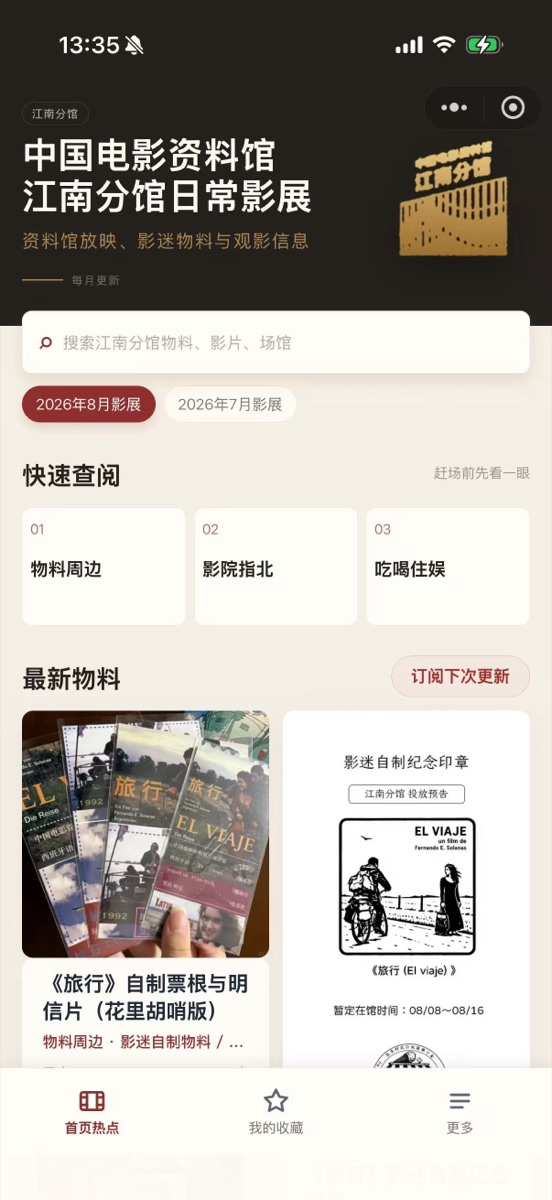 13:35
江南分馆
中国电影资料馆
江南分馆日常影展
江南分馆
资料馆放映、影迷物料与观影信息
每月更新
搜索江南分馆物料、影片、场馆
2026年8月影展
2026年7月影展
快速查阅
赶场前先看一眼
01
02
03
物料周边
影院指北
吃喝住娱
最新物料
订阅下次更新
EL V
Die Reise
1992
旅行
Die Reise
旅行
EL VIAJE
1992
影迷自制纪念印章
江南分馆 投放预告
EL VIAJE
un film de
Fernando E. Solanas
《旅行 (El viaje) 》
暂定在馆时间：08/08～08/16
《旅行》自制票根与明
信片（花里胡哨版）
物料周边 · 影迷自制物料 / ...
首页热点
我的收藏
更多